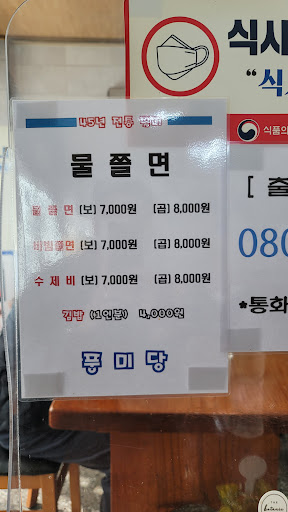 식사
"식
식품의
45년 전통
물 쫄 면
물 쫄 면 (보) 7,000원 (곱) 8,000원
비빔쫄면 (보) 7,000원 (곱) 8,000원
수 제 비 (보) 7,000원 (곱) 8,000원
김밥 (1인분) 4,000원
풍미당
[ 출
080
*통화
THE